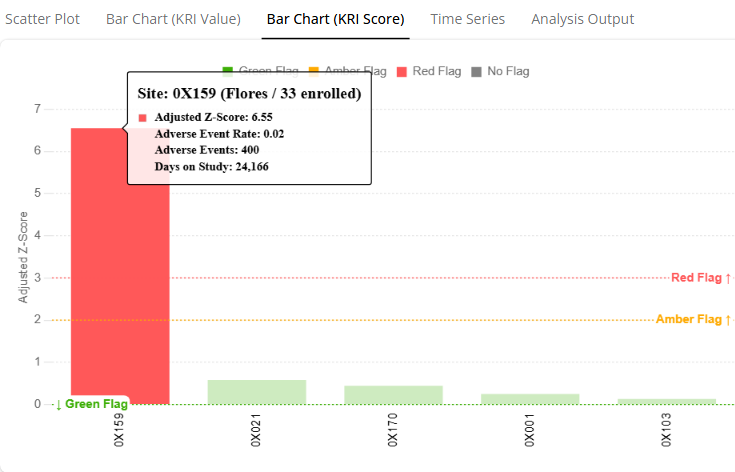 Scatter Plot Bar Chart (KRI Value) Bar Chart (KRI Score) Time Series Analysis Output
Green Flag Amber Flag Red Flag No Flag
Site: 0X159 (Flores / 33 enrolled)
Adjusted Z-Score: 6.55
Adverse Event Rate: 0.02
Adverse Events: 400
Days on Study: 24,166
Adjusted Z-Score
7
6
5
4
3
2
1
0
Red Flag ↑
Amber Flag ↑
↓ Green Flag
0X159
0X021
0X170
0X001
0X103